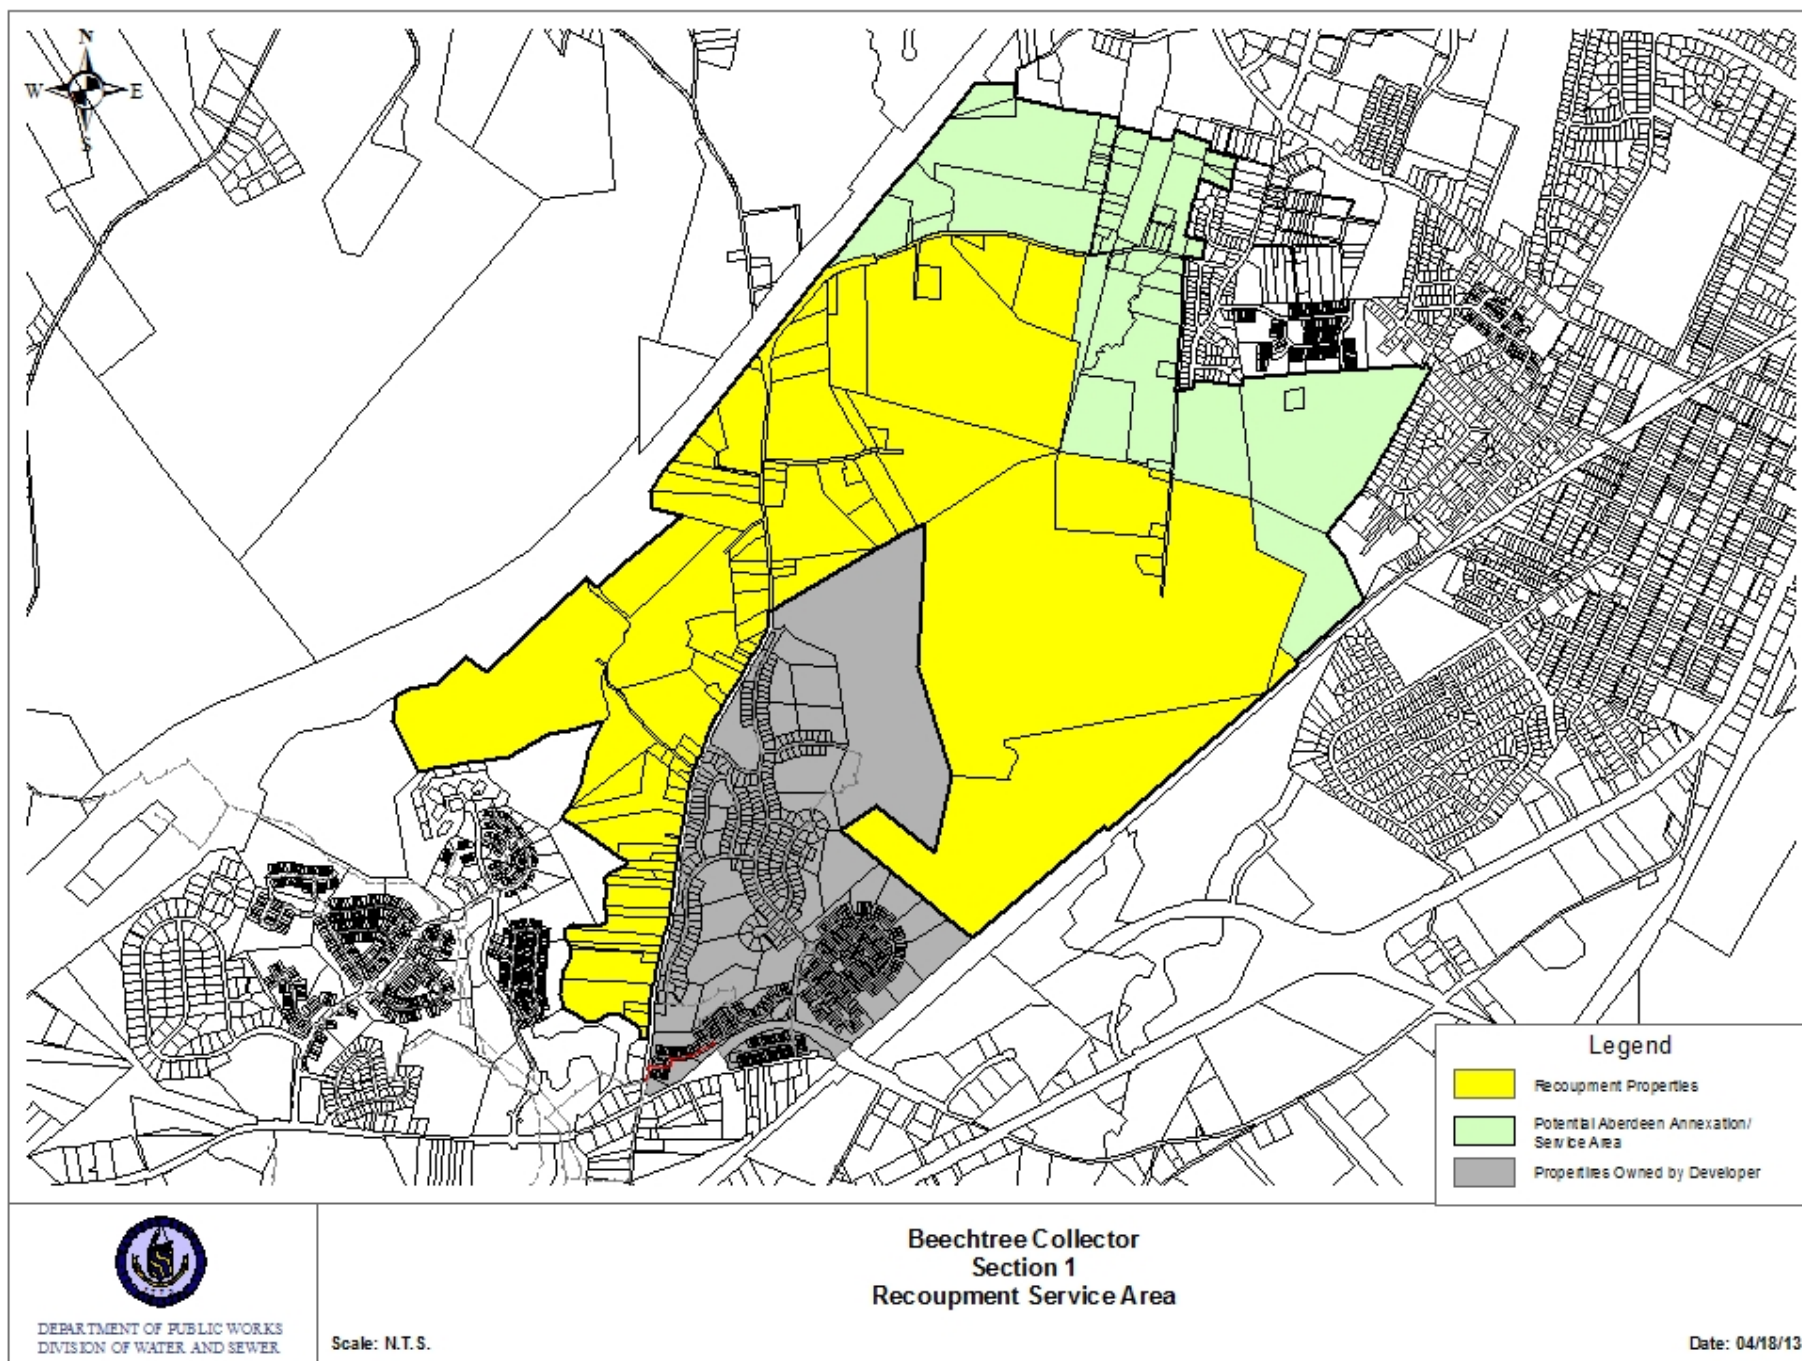 N
W E
S
Legend
Recoupment Properties
Potential Aberdeen Annexation/
Service Area
Propertires Owned by Developer
Beechtree Collector
Section 1
Recoupment Service Area
DEPARTMENT OF PUBLIC WORKS
DIVISION OF WATER AND SEWER
Scale: N.T.S.
Date: 04/18/13